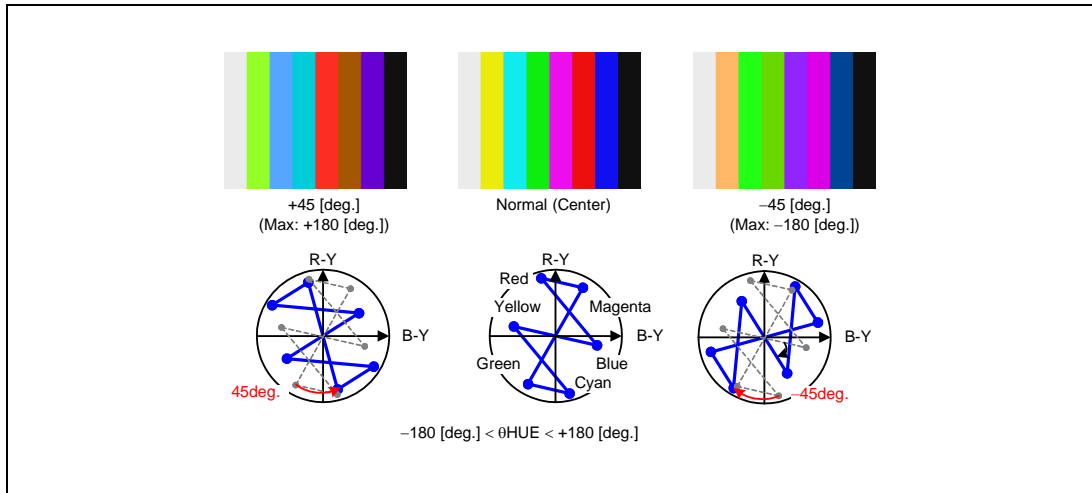 +45 [deg.]
(Max: +180 [deg.])
Normal (Center)
−45 [deg.]
(Max: −180 [deg.])
R-Y
B-Y
45deg.
R-Y
Red
Yellow
Magenta
B-Y
Green
Blue
Cyan
R-Y
B-Y
−45deg.
−180 [deg.] < θHUE < +180 [deg.]